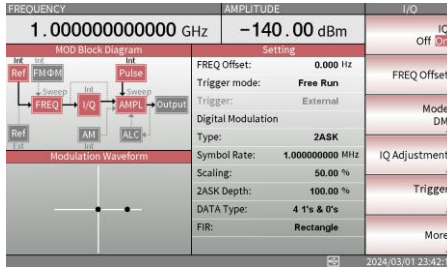 FREQUENCY
AMPLITUDE
I/Q
1.000000000000 GHz
-140.00 dBm
IQ
Off On
MOD Block Diagram
Setting
Int
Int
Ref
FMΦM
Pulse
Sweep
Int
Sweep
FREQ
I/Q
AMPL
Output
Ref
AM
ALC
Ext
Int
FREQ Offset: 0.000 Hz
Trigger mode: Free Run
Trigger: External
Digital Modulation
Type: 2ASK
Symbol Rate: 1.000000000 MHz
Scaling: 50.00 %
2ASK Depth: 100.00 %
DATA Type: 4 1's & 0's
FIR: Rectangle
Modulation Waveform
FREQ Offset
Mode
DM
IQ Adjustment
Trigger
More
2024/03/01 23:42:1